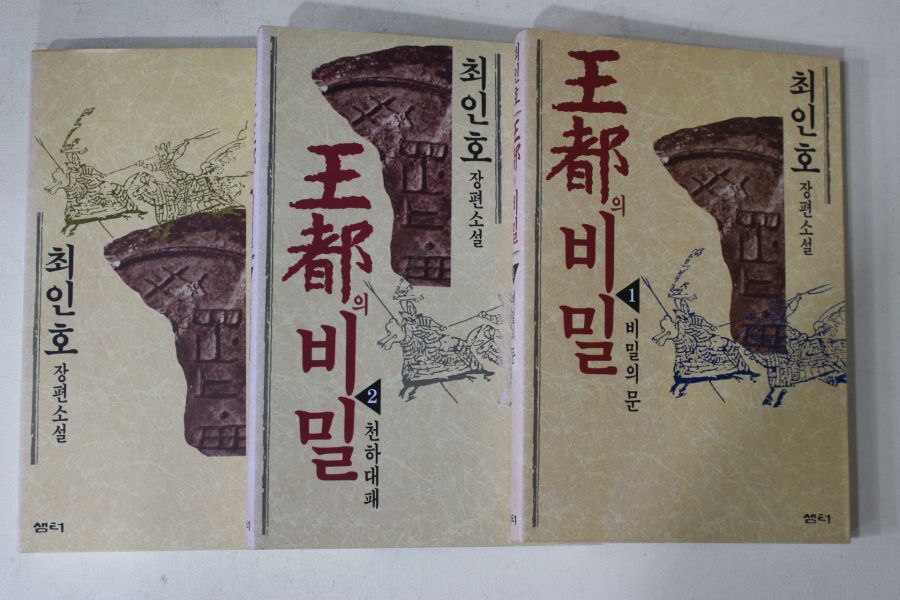 최인호
장편소설
샘터
최인호
장편소설
王都의 비밀
2
천하대패
샘터
王都의 비밀
1
비밀의 문
최인호
장편소설
샘터